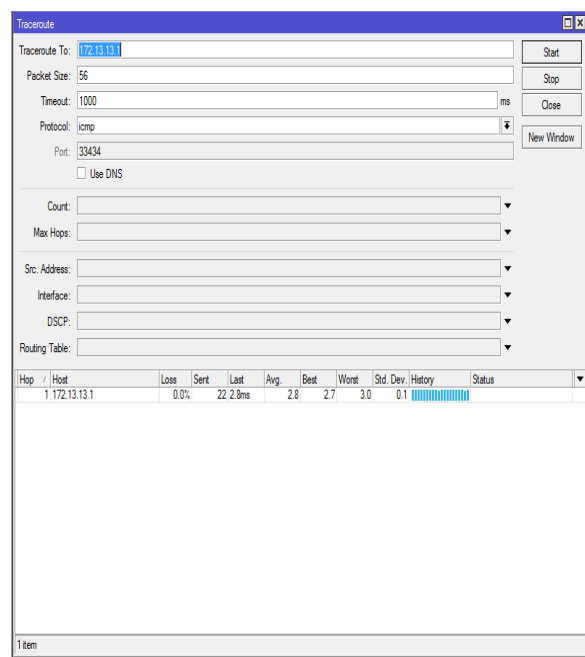 Traceroute
Traceroute To: 172.13.13.1
Start
Packet Size: 56
Stop
Timeout: 1000 ms
Close
Protocol: icmp
New Window
Port: 33434
Use DNS
Count:
Max Hops:
Src. Address:
Interface:
DSCP:
Routing Table:
Hop / Host Loss Sent Last Avg. Best Worst Std. Dev. History Status
1 172.13.13.1 0.0% 22 2.8ms 2.8 2.7 3.0 0.1
1 item